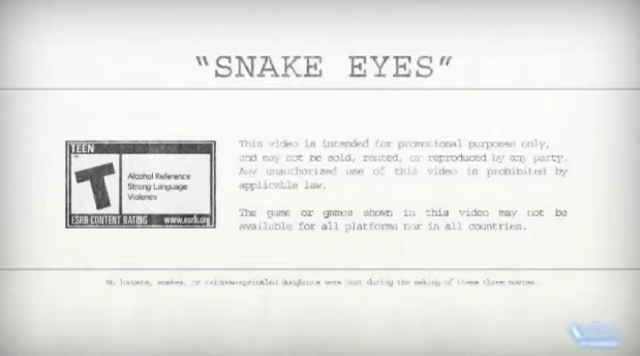 "SNAKE EYES"
TEEN
T
Alcohol Reference
Strong Language
Violence
ESRB CONTENT RATING www.esrb.org
This video is intended for promotional purposes only,
and may not be sold, rented, or reproduced by any party.
Any unauthorized use of this video is prohibited by
applicable law.
The game or games shown in this video may not be
available for all platforms nor in all countries.
No locusts, snakes, or rainbow-sprinkled doughnuts were hurt during the making of these three movies.